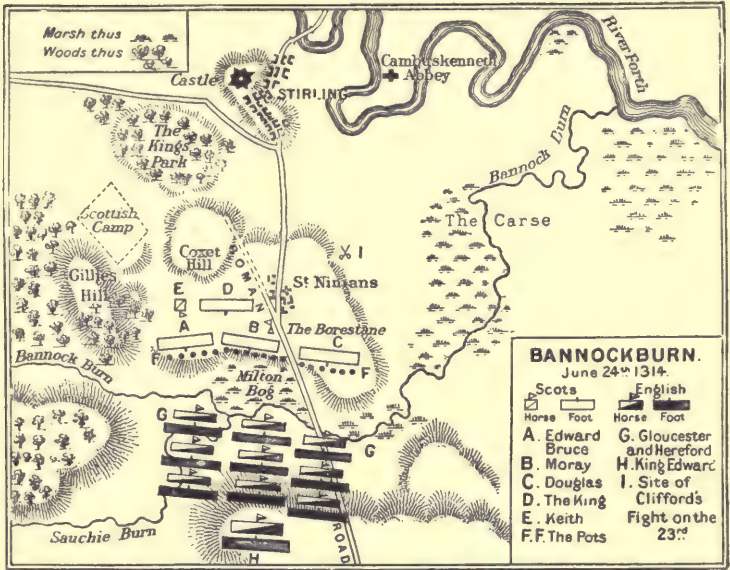 Marsh thus
Woods thus
Castle
STIRLING
Cambuskenneth
Abbey
River Forth
The
Kings
Park
Bannock Burn
Scottish
Camp
The Carse
Coxet
Hill
I
Gillies
Hill
ROMAN
St Ninians
E
D
A
B
The Borestane
C
F
F
Bannock Burn
Milton
Bog
G
G
Sauchie Burn
H
ROAD
BANNOCKBURN.
June 24th 1314.
Scots English
Horse Foot Horse Foot
A. Edward
Bruce
B. Moray
C. Douglas
D. The King
E. Keith
F.F. The Pots
G. Gloucester
and Hereford
H. King Edward
I. Site of
Clifford's
Fight on the
23rd